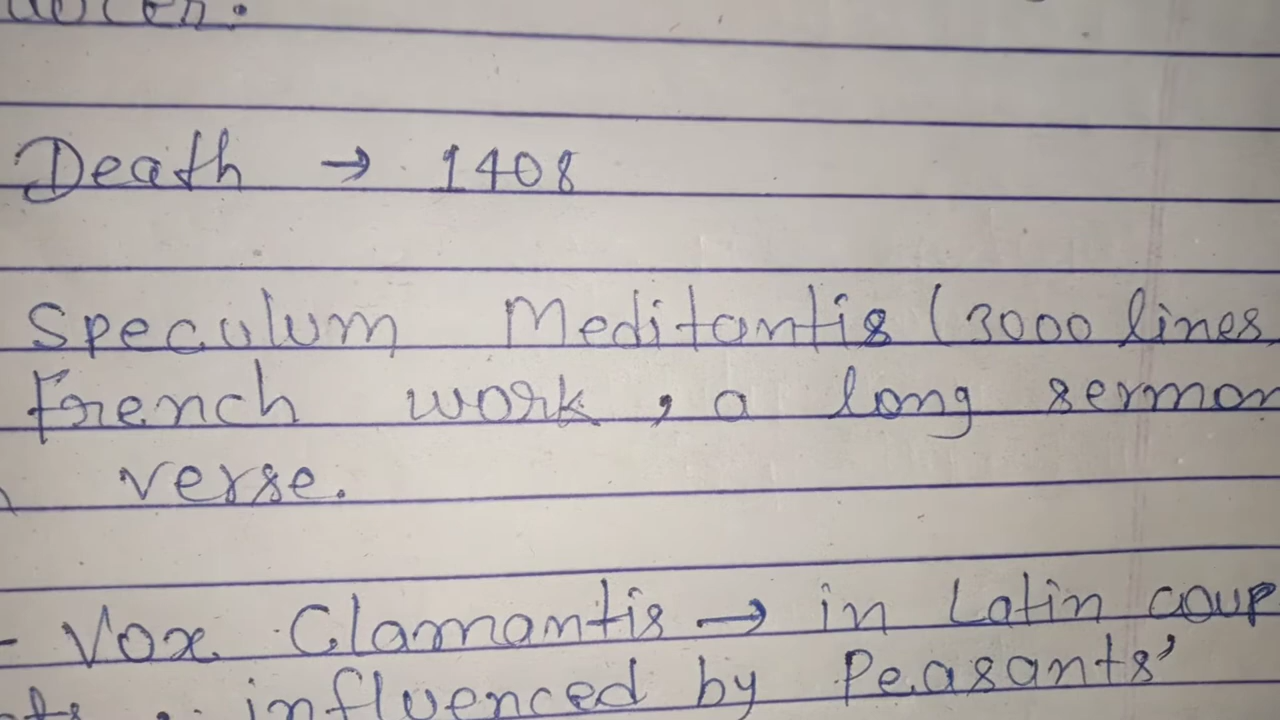 Death → 1408
Speculum Meditantis (3000 lines
French work, a long sermon
verse.
- Vox Clamantis → in Latin coup
influenced by Peasants'